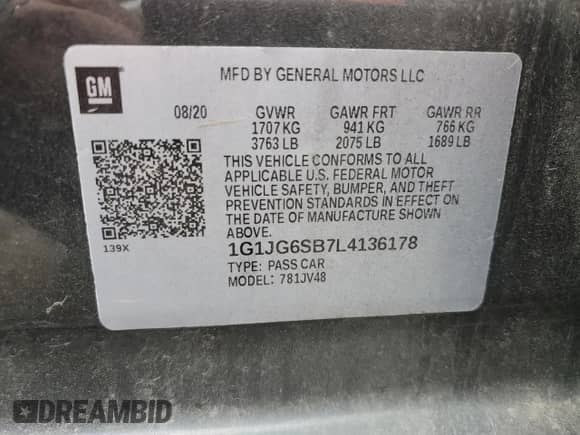 GM
MFD BY GENERAL MOTORS LLC
08/20 GVWR GAWR FRT GAWR RR
1707 KG 941 KG 766 KG
3763 LB 2075 LB 1689 LB
THIS VEHICLE CONFORMS TO ALL
APPLICABLE U.S. FEDERAL MOTOR
VEHICLE SAFETY, BUMPER, AND THEFT
PREVENTION STANDARDS IN EFFECT ON
THE DATE OF MANUFACTURE SHOWN
ABOVE.
139X
1G1JG6SB7L4136178
TYPE: PASS CAR
MODEL: 781JV48
DREAMBID